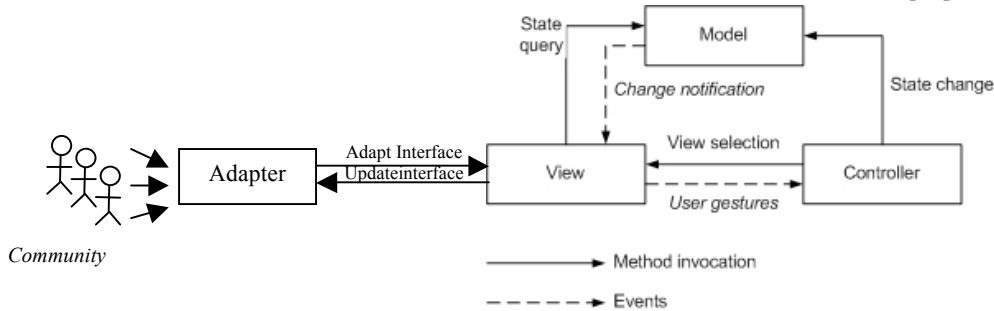 State
query
Model
Change notification
State change
Adapt Interface
Updateinterface
Adapter
View
View selection
User gestures
Controller
Community
Method invocation
Events